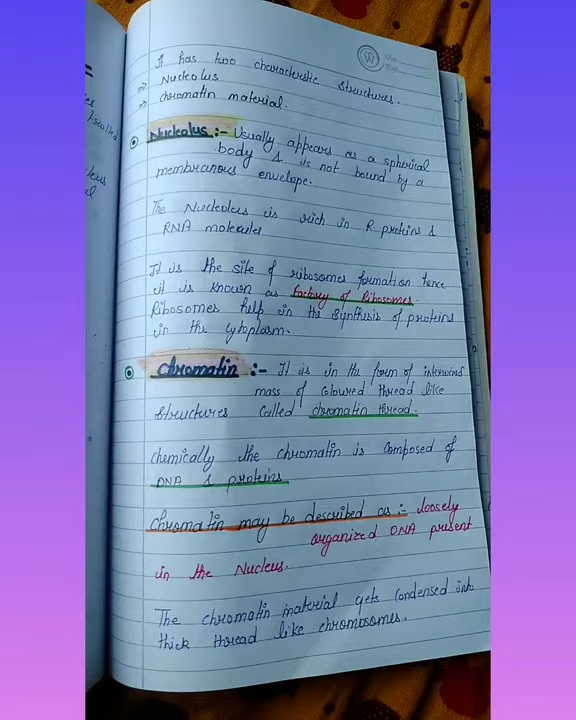 It has two characteristic structures.
⇒ Nucleolus
⇒ chromatin material.
Nucleolus :- Usually appears as a spherical
body & is not bound by a
membranous envelope.
The Nucleolus is rich in R proteins &
RNA molecules
It is the site of ribosomes formation hence
it is known as Factory of Ribosomes.
Ribosomes help in the synthesis of proteins
in the cytoplasm.
Chromatin :- It is in the form of interwined
mass of coloured thread like
structures called chromatin thread.
chemically the chromatin is composed of
DNA & proteins
Chromatin may be described as :- loosely
organized DNA present
in the Nucleus.
The chromatin material gets condensed into
thick thread like chromosomes.